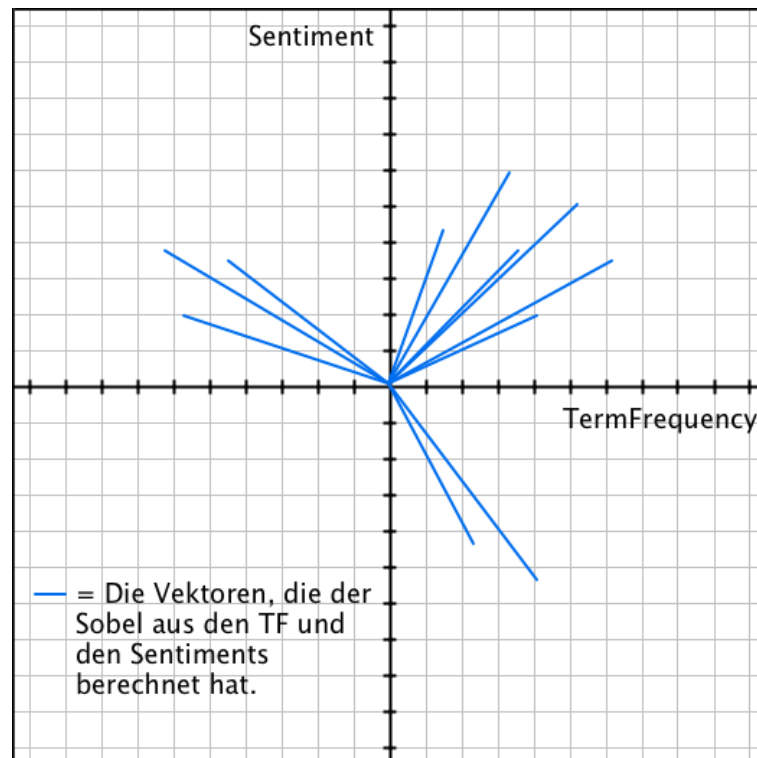 Sentiment
TermFrequency
= Die Vektoren, die der
Sobel aus den TF und
den Sentiments
berechnet hat.